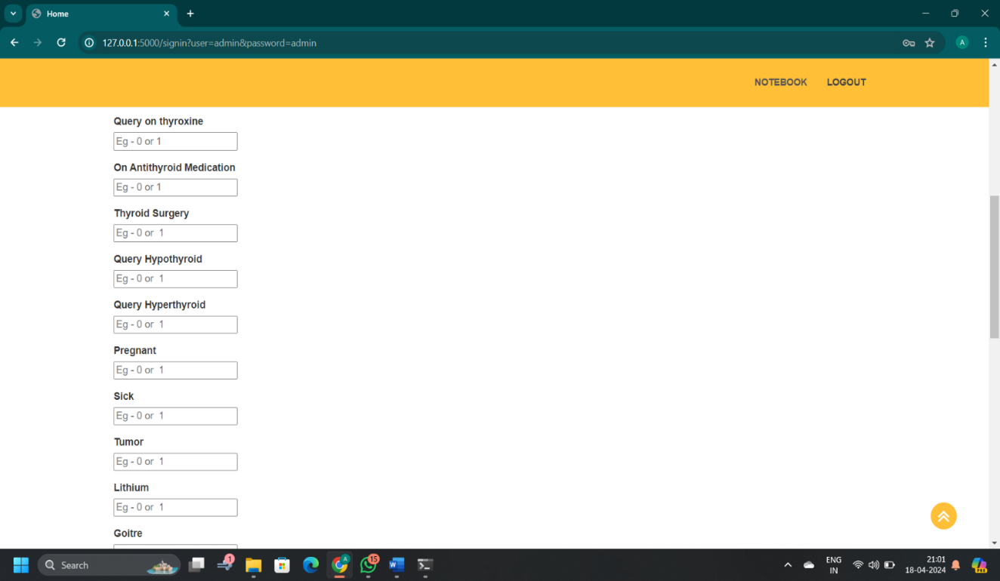 Home
127.0.0.1:5000/signin?user=admin&password=admin
A
NOTEBOOK LOGOUT
Query on thyroxine
Eg - 0 or 1
On Antithyroid Medication
Eg - 0 or 1
Thyroid Surgery
Eg - 0 or  1
Query Hypothyroid
Eg - 0 or  1
Query Hyperthyroid
Eg - 0 or  1
Pregnant
Eg - 0 or  1
Sick
Eg - 0 or  1
Tumor
Eg - 0 or  1
Lithium
Eg - 0 or  1
Goitre
Search
1
A
15
W
ENG
IN
21:01
18-04-2024
PRE